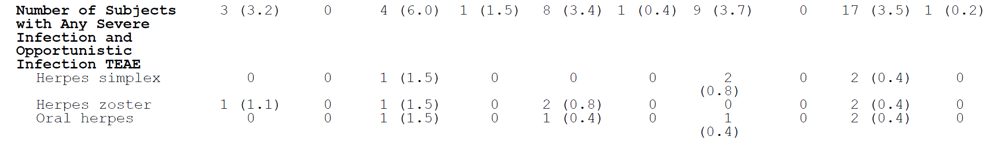 Number of Subjects 3 (3.2) 0 4 (6.0) 1 (1.5) 8 (3.4) 1 (0.4) 9 (3.7) 0 17 (3.5) 1 (0.2)
with Any Severe
Infection and
Opportunistic
Infection TEAE
Herpes simplex 0 0 1 (1.5) 0 0 0 2 0 2 (0.4) 0
(0.8)
Herpes zoster 1 (1.1) 0 1 (1.5) 0 2 (0.8) 0 0 0 2 (0.4) 0
Oral herpes 0 0 1 (1.5) 0 1 (0.4) 0 1 0 2 (0.4) 0
(0.4)